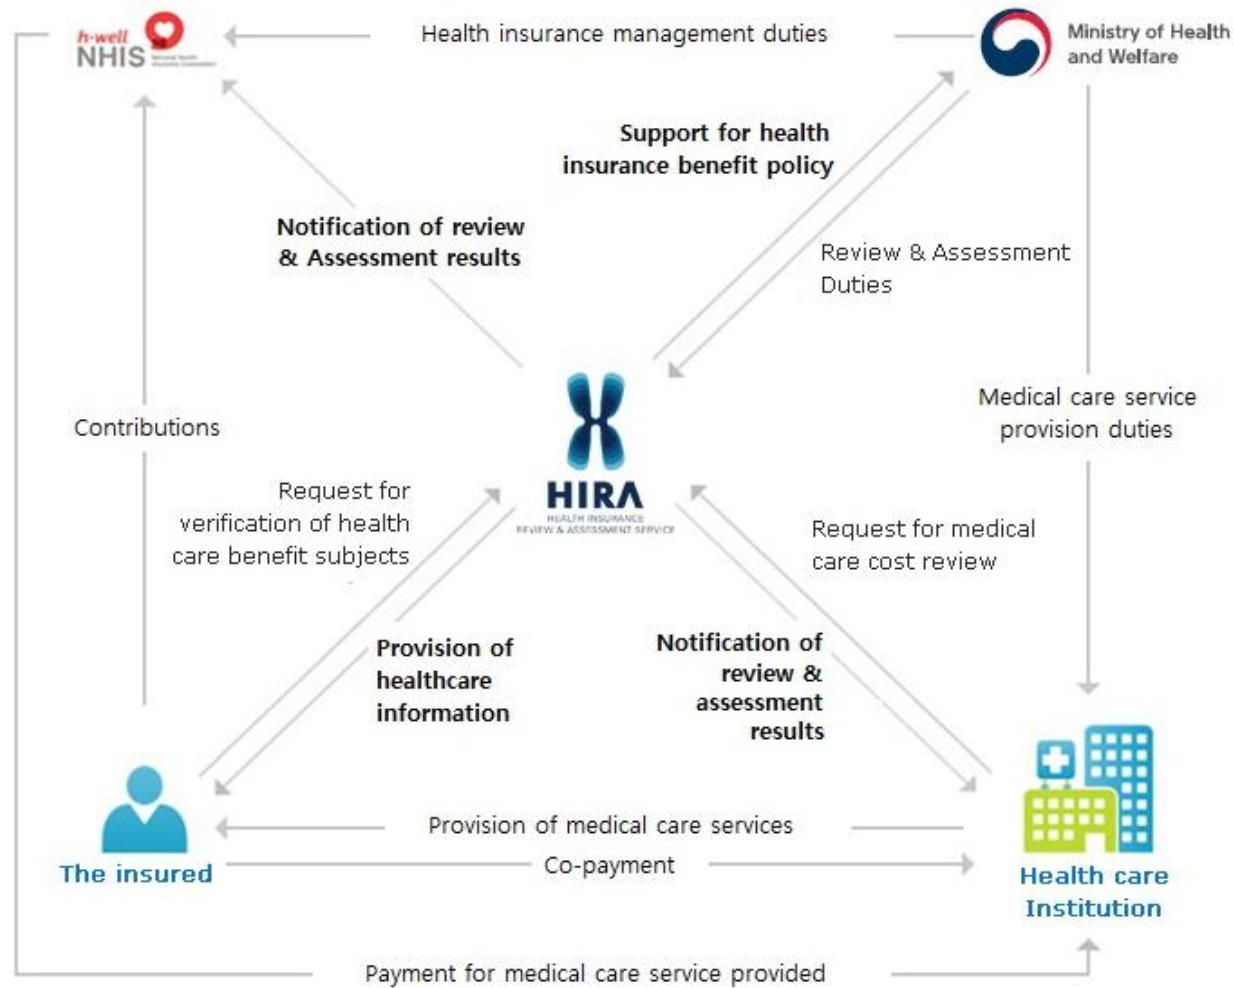 h-well
NHIS
Health insurance management duties
Ministry of Health
and Welfare
Support for health
insurance benefit policy
Notification of review
& Assessment results
Review & Assessment
Duties
Medical care service
provision duties
Contributions
HIRA
HEALTH INSURANCE
REVIEW & ASSESSMENT SERVICE
Request for
verification of health
care benefit subjects
Request for medical
care cost review
Provision of
healthcare
information
Notification of
review &
assessment
results
Provision of medical care services
Co-payment
The insured
Health care
Institution
Payment for medical care service provided